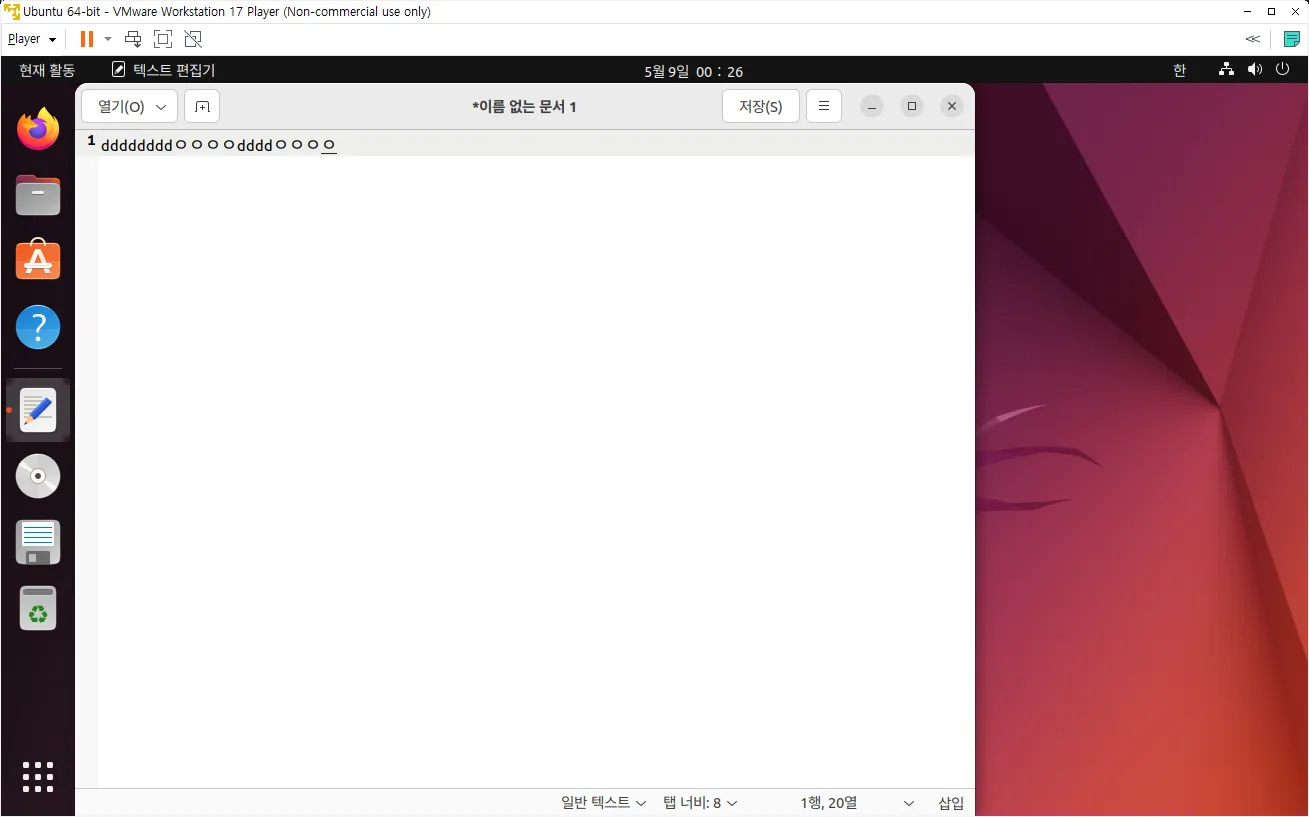 Ubuntu 64-bit - VMware Workstation 17 Player (Non-commercial use only)
Player
현재 활동 텍스트 편집기 5월 9일 00 : 26 한
열기(O) *이름 없는 문서 1 저장(S)
1 ddddddddㅇㅇㅇㅇddddㅇㅇㅇㅇ
일반 텍스트 탭 너비: 8 1행, 20열 삽입